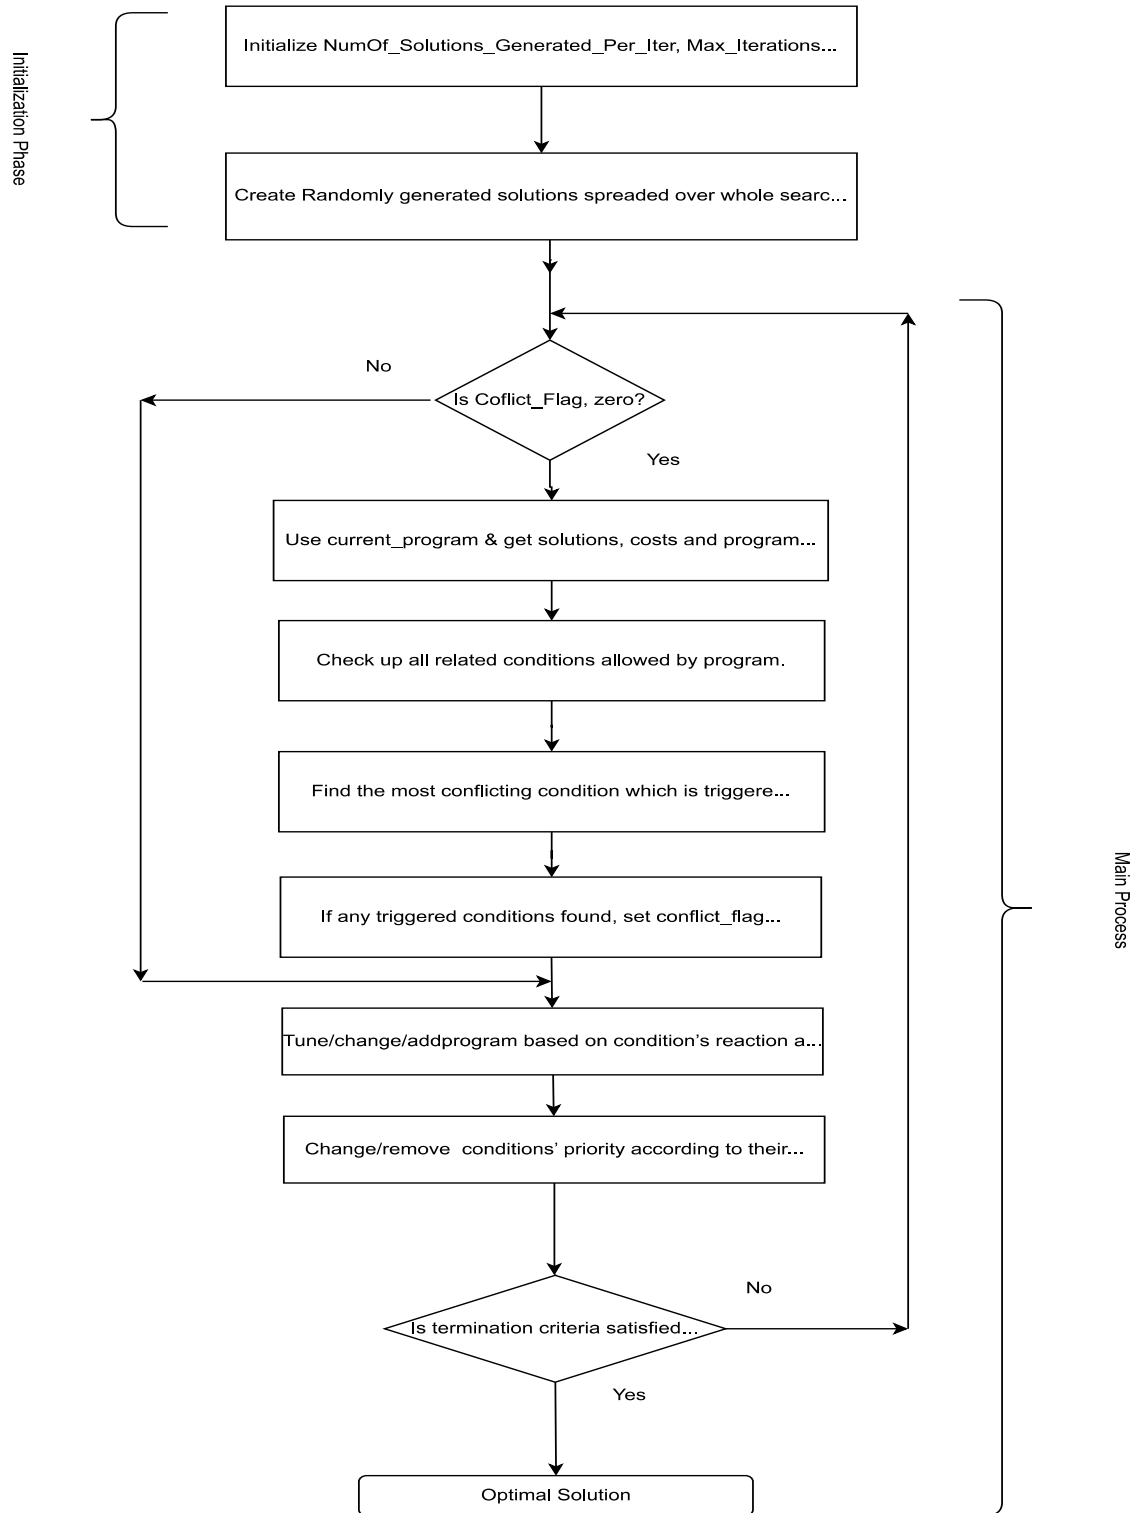 Initialization Phase
Initialize NumOf_Solutions_Generated_Per_Iter, Max_Iterations...
Create Randomly generated solutions spreaded over whole searc...
No
Is Coflict_Flag, zero?
Yes
Use current_program & get solutions, costs and program...
Check up all related conditions allowed by program.
Find the most conflicting condition which is triggere...
If any triggered conditions found, set conflict_flag...
Main Process
Tune/change/addprogram based on condition's reaction a...
Change/remove conditions' priority according to their...
No
Is termination criteria satisfied...
Yes
Optimal Solution